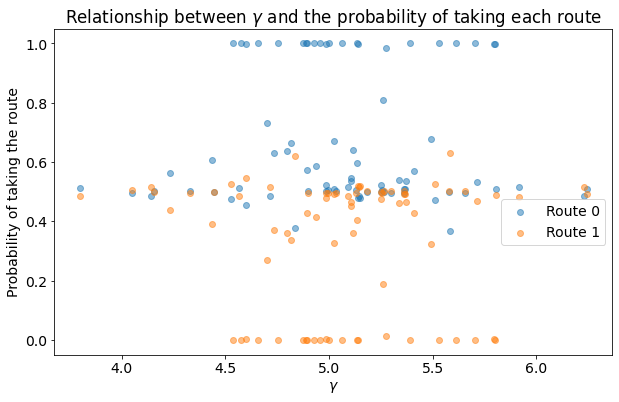 Relationship between γ and the probability of taking each route
Probability of taking the route
1.0
0.8
0.6
0.4
0.2
0.0
Route 0
Route 1
4.0 4.5 5.0 5.5 6.0
γ